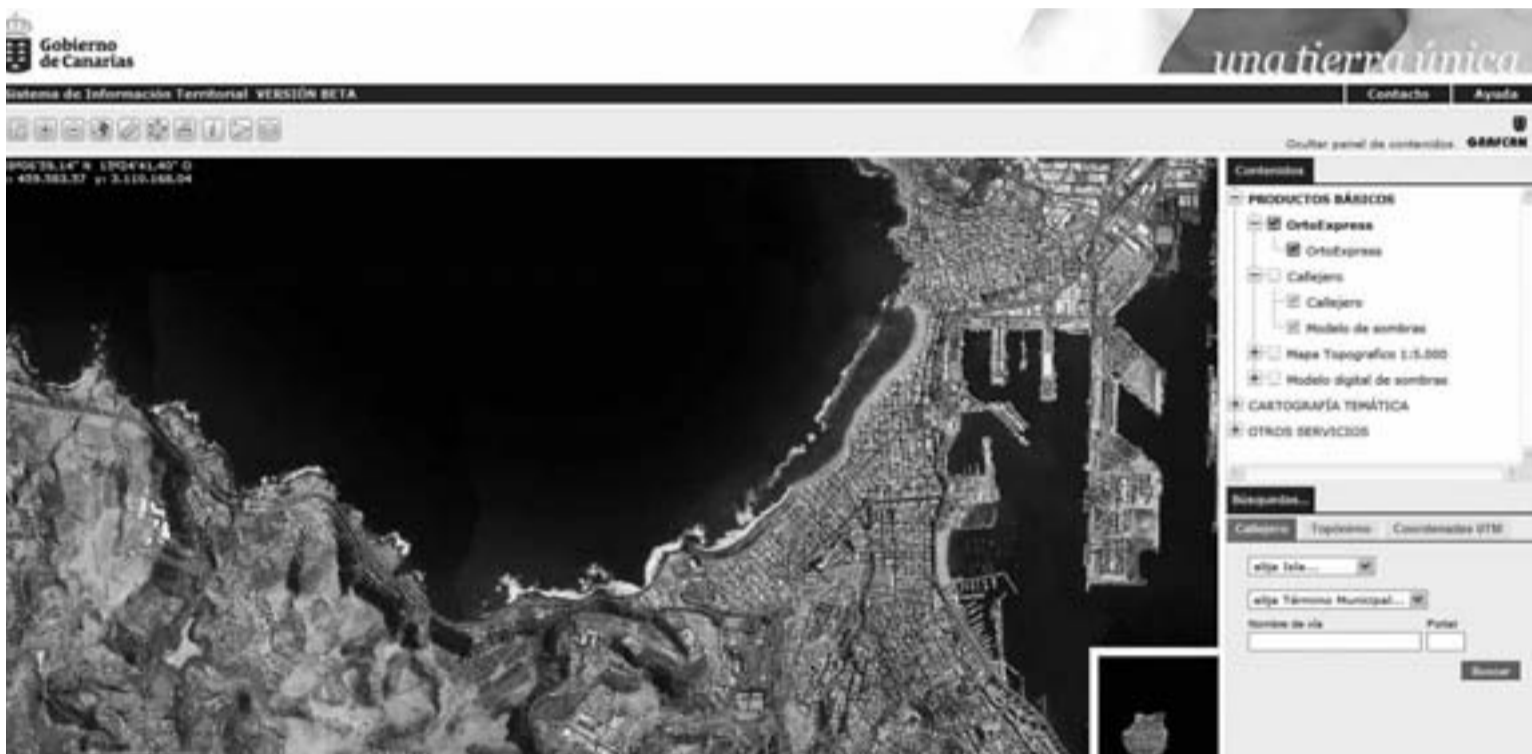 Gobierno
de Canarias
una tierra única
Sistema de Información Territorial VERSIÓN BETA
Contacto
Ayuda
Ocultar panel de contenidos
GRAFCAN
Contenidos
PRODUCTOS BÁSICOS
OrtoExpress
OrtoExpress
Callejero
Callejero
Modelo de sombras
Mapa Topografico 1:5.000
Modelo digital de sombras
CARTOGRAFÍA TEMÁTICA
OTROS SERVICIOS
Búsquedas...
Callejero
Topónimo
Coordenadas UTM
elija Isla...
elija Término Municipal...
Nombre de vía
Portal
Buscar